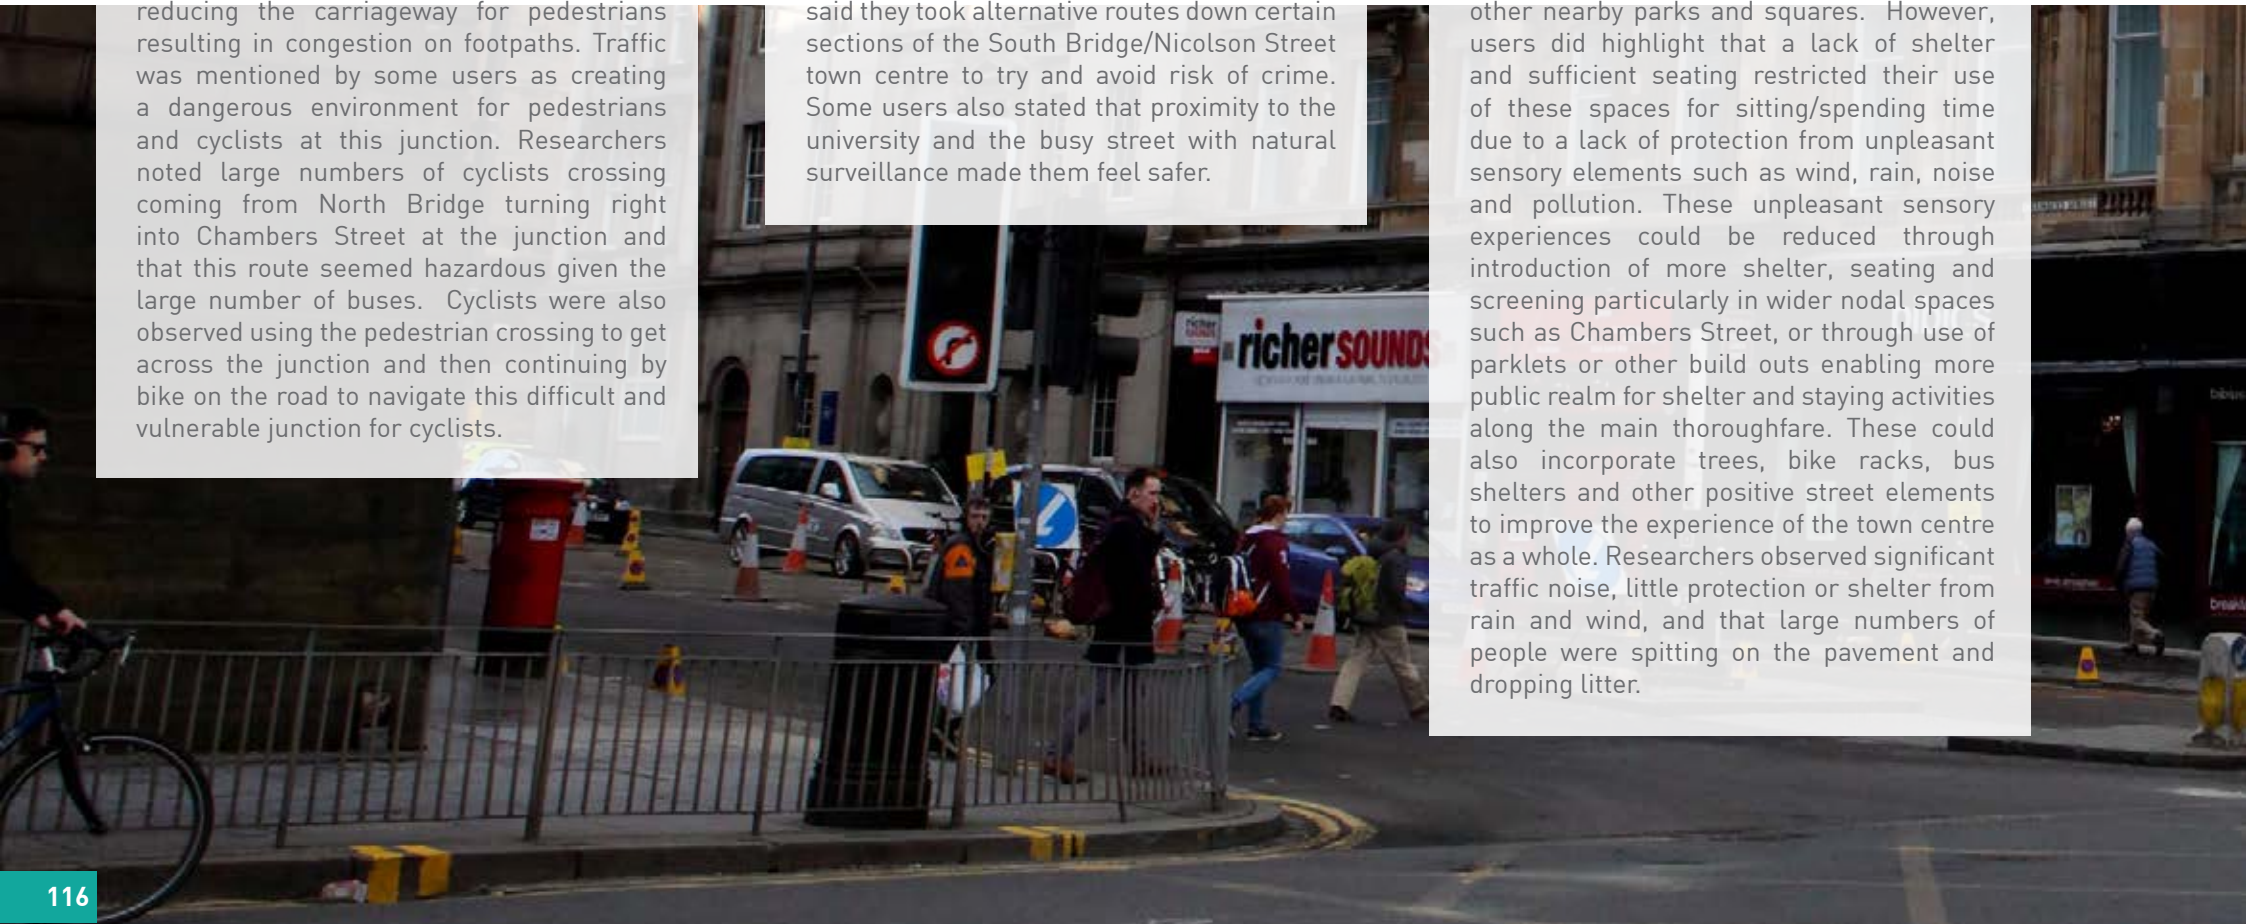 reducing the carriageway for pedestrians
resulting in congestion on footpaths. Traffic
was mentioned by some users as creating
a dangerous environment for pedestrians
and cyclists at this junction. Researchers
noted large numbers of cyclists crossing
coming from North Bridge turning right
into Chambers Street at the junction and
that this route seemed hazardous given the
large number of buses.  Cyclists were also
observed using the pedestrian crossing to get
across the junction and then continuing by
bike on the road to navigate this difficult and
vulnerable junction for cyclists.
said they took alternative routes down certain
sections of the South Bridge/Nicolson Street
town centre to try and avoid risk of crime.
Some users also stated that proximity to the
university and the busy street with natural
surveillance made them feel safer.
other nearby parks and squares.  However,
users did highlight that a lack of shelter
and sufficient seating restricted their use
of these spaces for sitting/spending time
due to a lack of protection from unpleasant
sensory elements such as wind, rain, noise
and pollution. These unpleasant sensory
experiences could be reduced through
introduction of more shelter, seating and
screening particularly in wider nodal spaces
such as Chambers Street, or through use of
parklets or other build outs enabling more
public realm for shelter and staying activities
along the main thoroughfare. These could
also incorporate trees, bike racks, bus
shelters and other positive street elements
to improve the experience of the town centre
as a whole. Researchers observed significant
traffic noise, little protection or shelter from
rain and wind, and that large numbers of
people were spitting on the pavement and
dropping litter.
richer
SOUNDS
richer SOUNDS
116